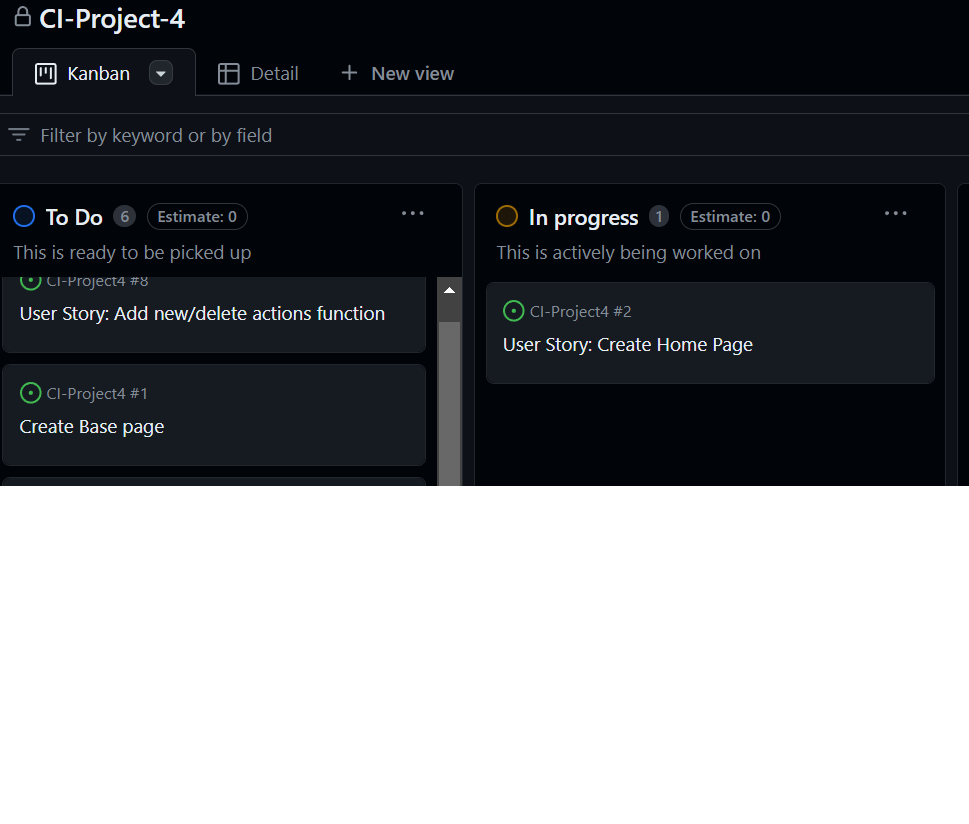 CI-Project-4
Kanban
Detail
New view
Filter by keyword or by field
To Do 6 Estimate: 0
This is ready to be picked up
CI-Project4 #8
User Story: Add new/delete actions function
CI-Project4 #1
Create Base page
In progress 1 Estimate: 0
This is actively being worked on
CI-Project4 #2
User Story: Create Home Page